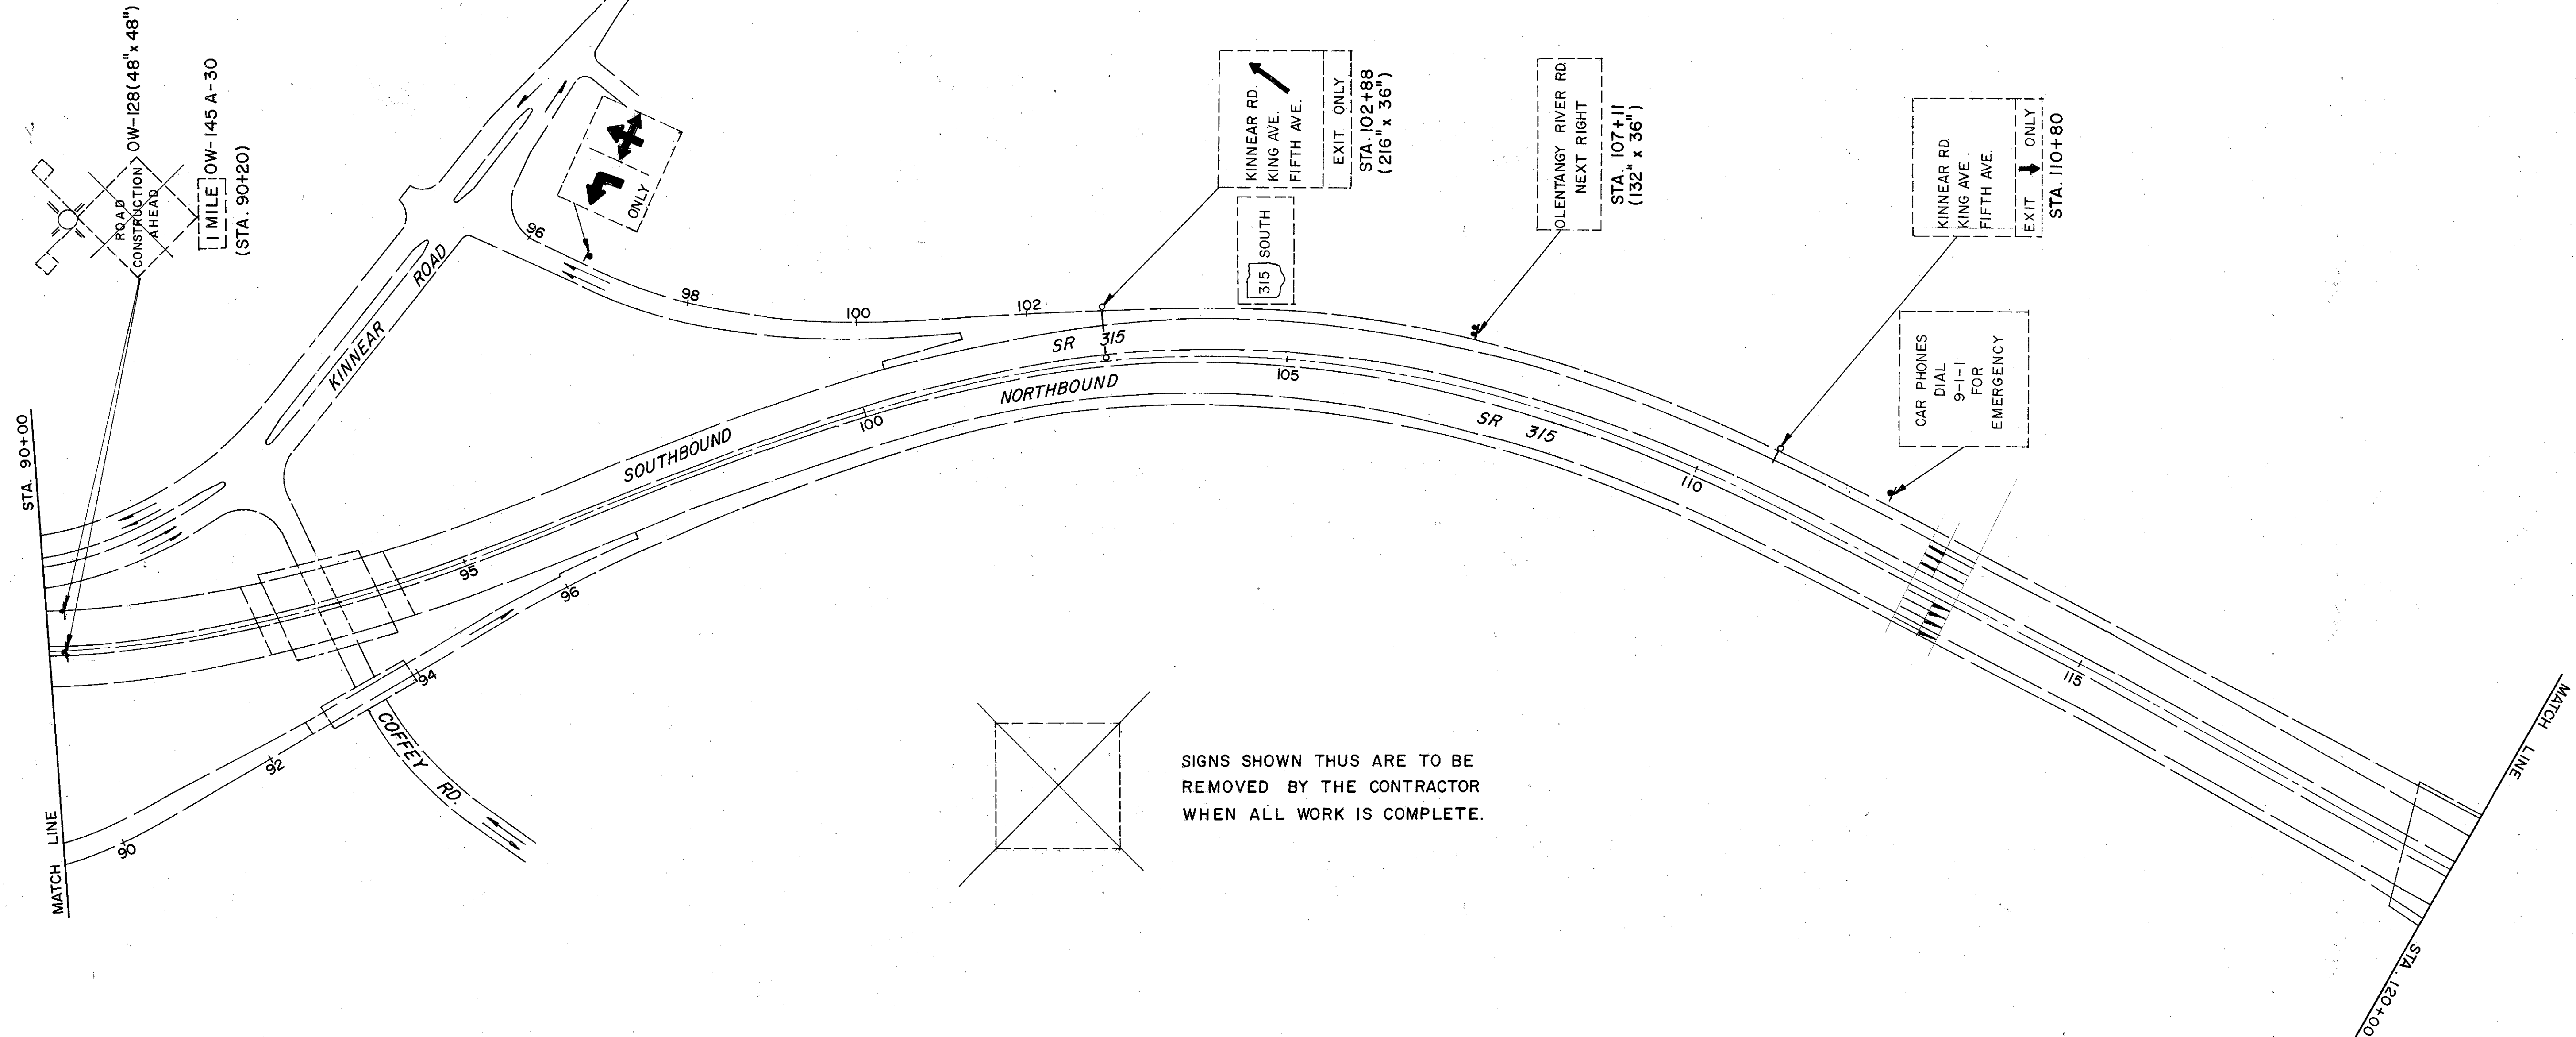 OW-128(48"x 48")
ROAD
CONSTRUCTION
AHEAD
1 MILE
OW-145 A-30
(STA. 90+20)
STA. 90+00
MATCH LINE
KINNEAR ROAD
ONLY
96
98
100
102
KINNEAR RD.
KING AVE.
FIFTH AVE.
EXIT ONLY
STA. 102+88
(216" x 36")
315 SOUTH
OLENTANGY RIVER RD.
NEXT RIGHT
STA. 107+11
(132" x 36")
KINNEAR RD.
KING AVE.
FIFTH AVE.
EXIT ONLY
STA. 110+80
CAR PHONES
DIAL
9-1-1
FOR
EMERGENCY
SR 315
SOUTHBOUND
NORTHBOUND
SR 315
95
100
105
110
115
90
92
94
96
COFFEY RD.
SIGNS SHOWN THUS ARE TO BE
REMOVED BY THE CONTRACTOR
WHEN ALL WORK IS COMPLETE.
MATCH LINE
STA. 120+00